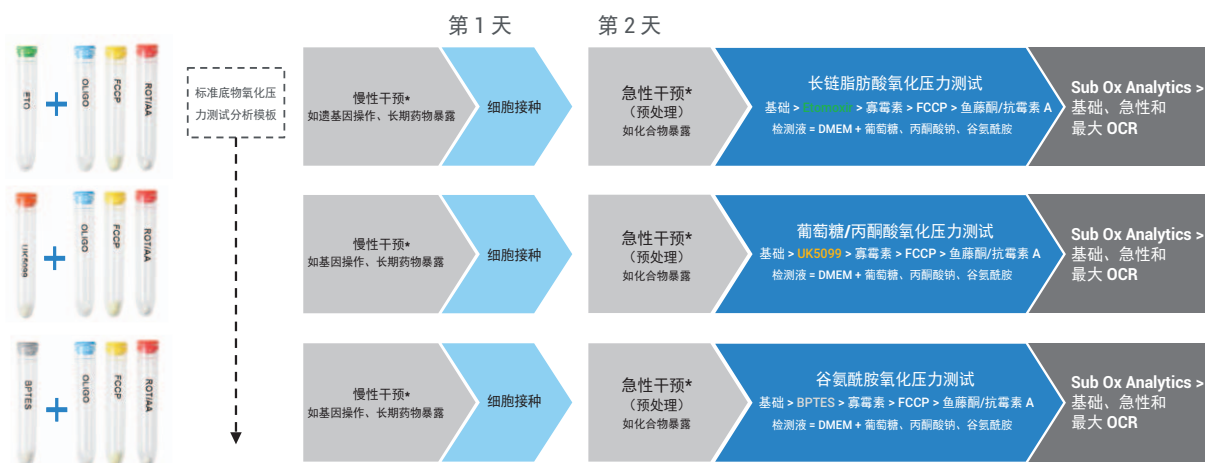 第 1 天
第 2 天
ETO
OLIGO
FCCP
ROT/AA
标准底物氧化压
力测试分析模板
慢性干预*
如遗基因操作、长期药物暴露
细胞接种
急性干预*
（预处理）
如化合物暴露
长链脂肪酸氧化压力测试
基础 > Etomoxir > 寡霉素 > FCCP > 鱼藤酮/抗霉素 A
检测液 = DMEM + 葡萄糖、丙酮酸钠、谷氨酰胺
Sub Ox Analytics >
基础、急性和
最大 OCR
UK5099
OLIGO
FCCP
ROT/AA
慢性干预*
如基因操作、长期药物暴露
细胞接种
急性干预*
（预处理）
如化合物暴露
葡萄糖/丙酮酸氧化压力测试
基础 > UK5099 > 寡霉素 > FCCP > 鱼藤酮/抗霉素 A
检测液 = DMEM + 葡萄糖、丙酮酸钠、谷氨酰胺
Sub Ox Analytics >
基础、急性和
最大 OCR
BPTES
OLIGO
FCCP
ROT/AA
慢性干预*
如基因操作、长期药物暴露
细胞接种
急性干预*
（预处理）
如化合物暴露
谷氨酰胺氧化压力测试
基础 > BPTES > 寡霉素 > FCCP > 鱼藤酮/抗霉素 A
检测液 = DMEM + 葡萄糖、丙酮酸钠、谷氨酰胺
Sub Ox Analytics >
基础、急性和
最大 OCR